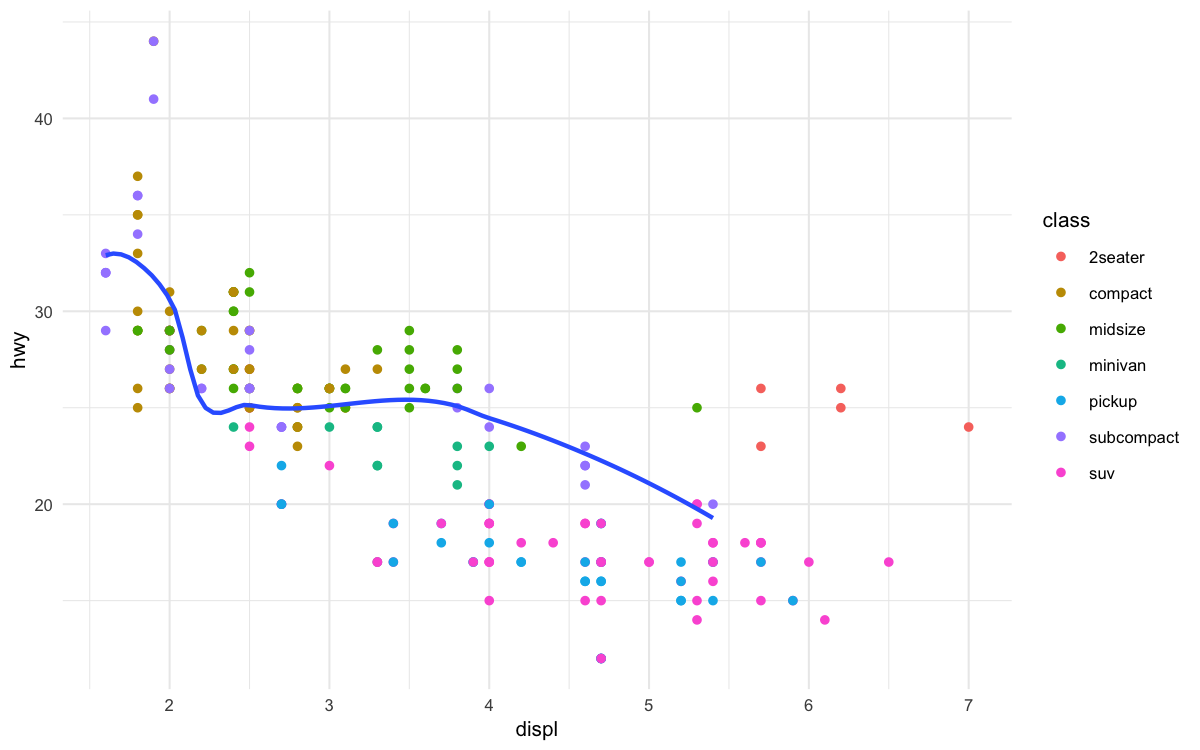 40
30
20
hwy
2 3 4 5 6 7
displ
class
2seater
compact
midsize
minivan
pickup
subcompact
suv